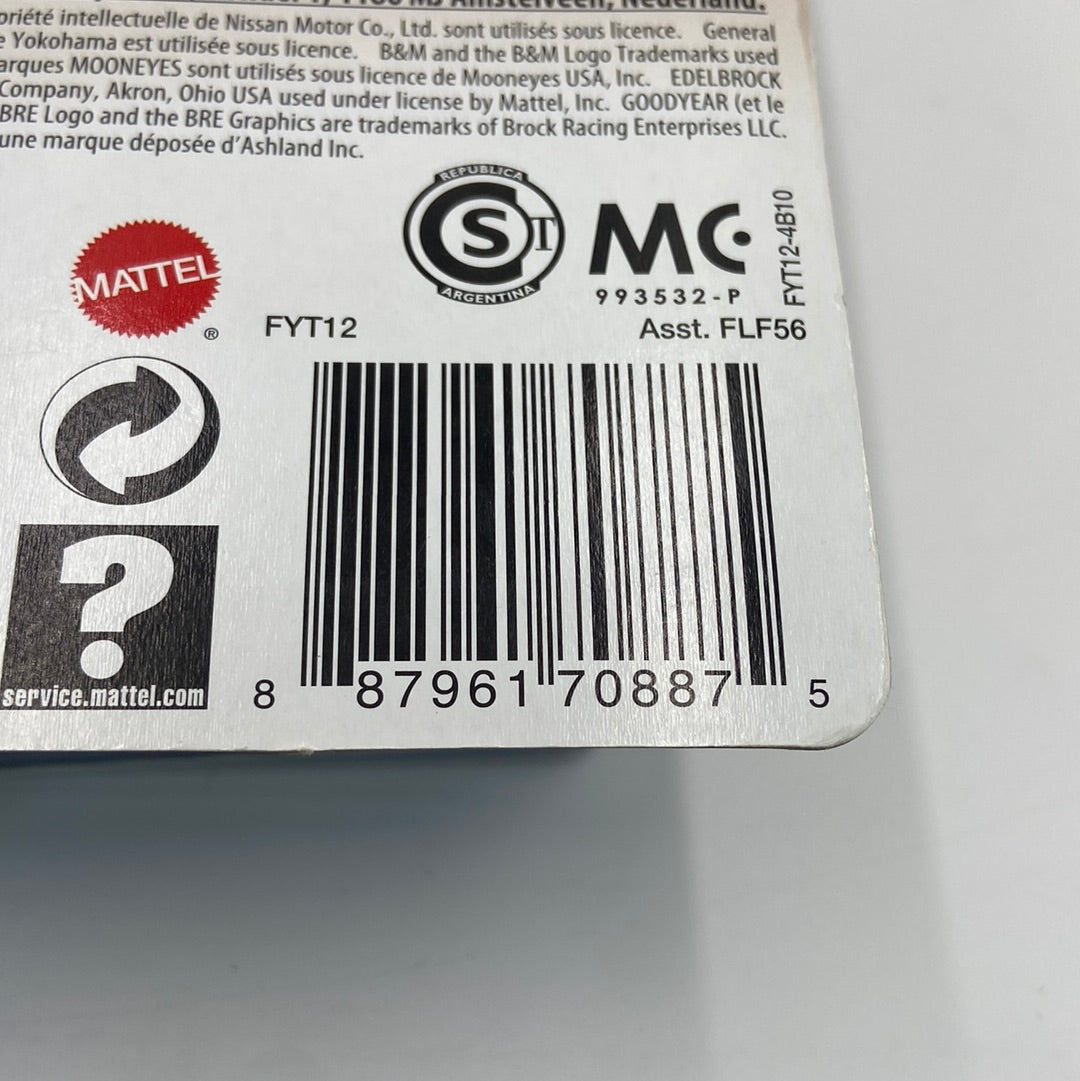 Amstelveen, Nederland.
priété intellectuelle de Nissan Motor Co., Ltd. sont utilisés sous licence. General
e Yokohama est utilisée sous licence. B&M and the B&M Logo Trademarks used
arques MOONEYES sont utilisés sous licence de Mooneyes USA, Inc. EDELBROCK
Company, Akron, Ohio USA used under license by Mattel, Inc. GOODYEAR (et le
BRE Logo and the BRE Graphics are trademarks of Brock Racing Enterprises LLC.
une marque déposée d'Ashland Inc.
REPUBLICA
CST
ARGENTINA
MC
993532-P
FYT12-4B10
MATTEL
®
FYT12
Asst. FLF56
?
service.mattel.com
8 87961 70887 5